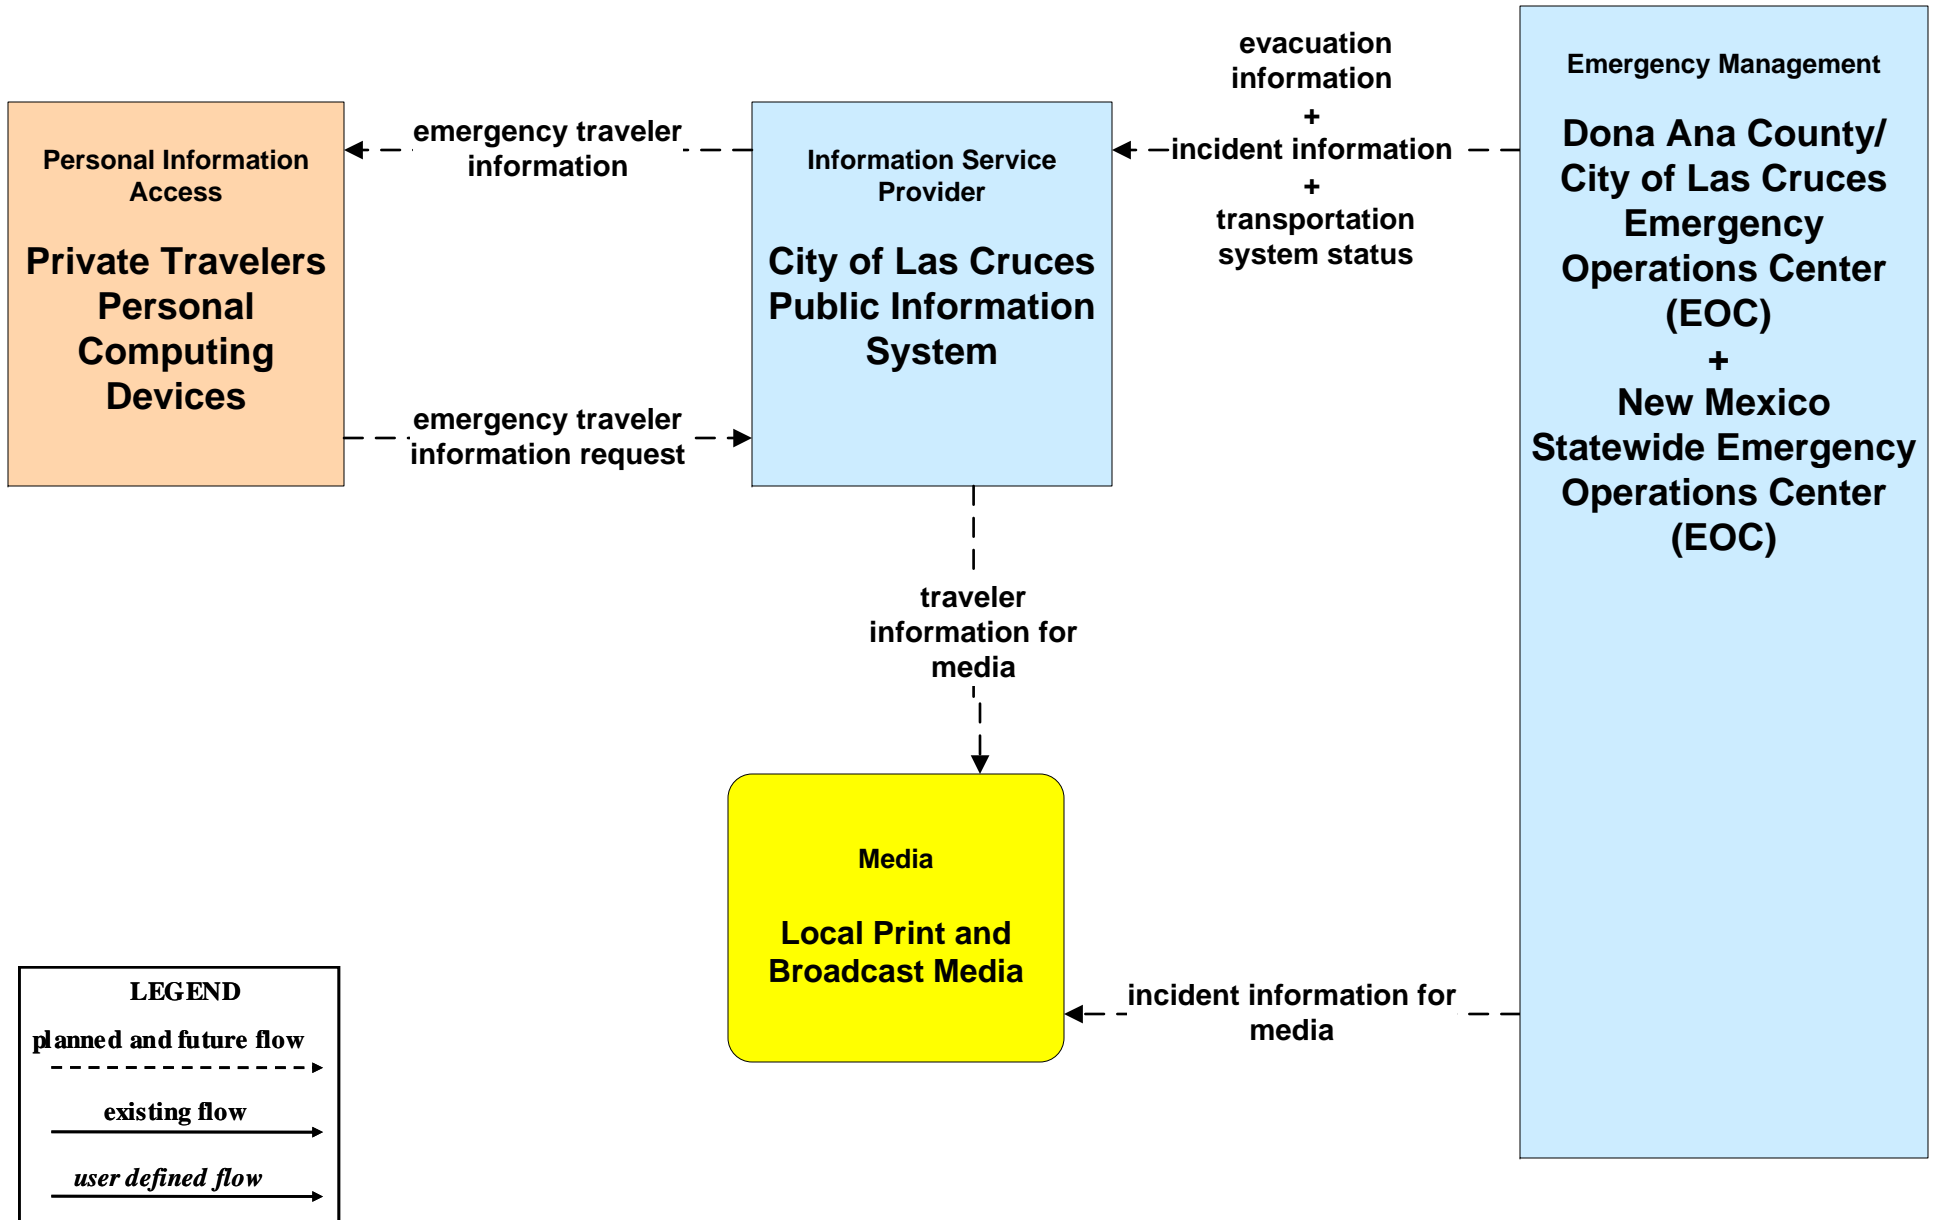 Personal Information
Access
Private Travelers
Personal
Computing
Devices
emergency traveler
information
emergency traveler
information request
Information Service
Provider
City of Las Cruces
Public Information
System
evacuation
information
+
incident information
+
transportation
system status
Emergency Management
Dona Ana County/
City of Las Cruces
Emergency
Operations Center
(EOC)
+
New Mexico
Statewide Emergency
Operations Center
(EOC)
traveler
information for
media
Media
Local Print and
Broadcast Media
incident information for
media
LEGEND
planned and future flow
existing flow
user defined flow